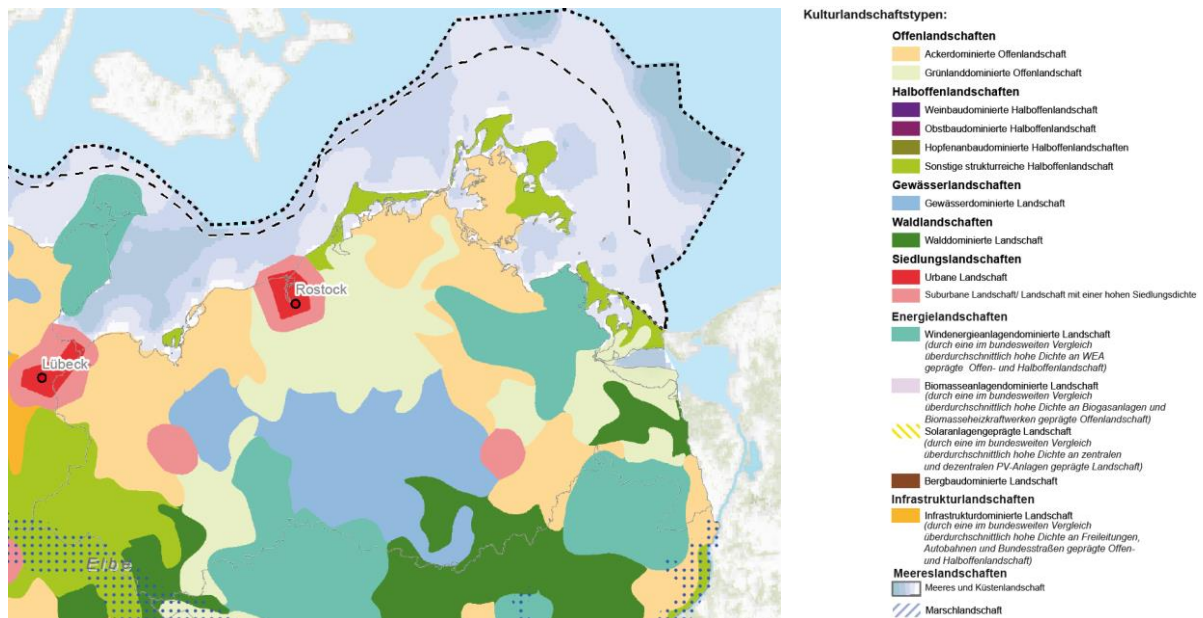 Rostock
Lübeck
Elbe
Kulturlandschaftstypen:
Offenlandschaften
Ackerdominierte Offenlandschaft
Grünlanddominierte Offenlandschaft
Halboffenlandschaften
Weinbaudominierte Halboffenlandschaft
Obstbaudominierte Halboffenlandschaft
Hopfenanbaudominierte Halboffenlandschaften
Sonstige strukturreiche Halboffenlandschaft
Gewässerlandschaften
Gewässerdominierte Landschaft
Waldlandschaften
Walddominierte Landschaft
Siedlungslandschaften
Urbane Landschaft
Suburbane Landschaft/ Landschaft mit einer hohen Siedlungsdichte
Energielandschaften
Windenergieanlagendominierte Landschaft
(durch eine im bundesweiten Vergleich
überdurchschnittlich hohe Dichte an WEA
geprägte Offen- und Halboffenlandschaft)
Biomasseanlagendominierte Landschaft
(durch eine im bundesweiten Vergleich
überdurchschnittlich hohe Dichte an Biogasanlagen und
Biomasseheizkraftwerken geprägte Offenlandschaft)
Solaranlagengeprägte Landschaft
(durch eine im bundesweiten Vergleich
überdurchschnittlich hohe Dichte an zentralen
und dezentralen PV-Anlagen geprägte Landschaft)
Bergbaudominierte Landschaft
Infrastrukturlandschaften
Infrastrukturdominierte Landschaft
(durch eine im bundesweiten Vergleich
überdurchschnittlich hohe Dichte an Freileitungen,
Autobahnen und Bundesstraßen geprägte Offen-
und Halboffenlandschaft)
Meereslandschaften
Meeres und Küstenlandschaft
Marschlandschaft